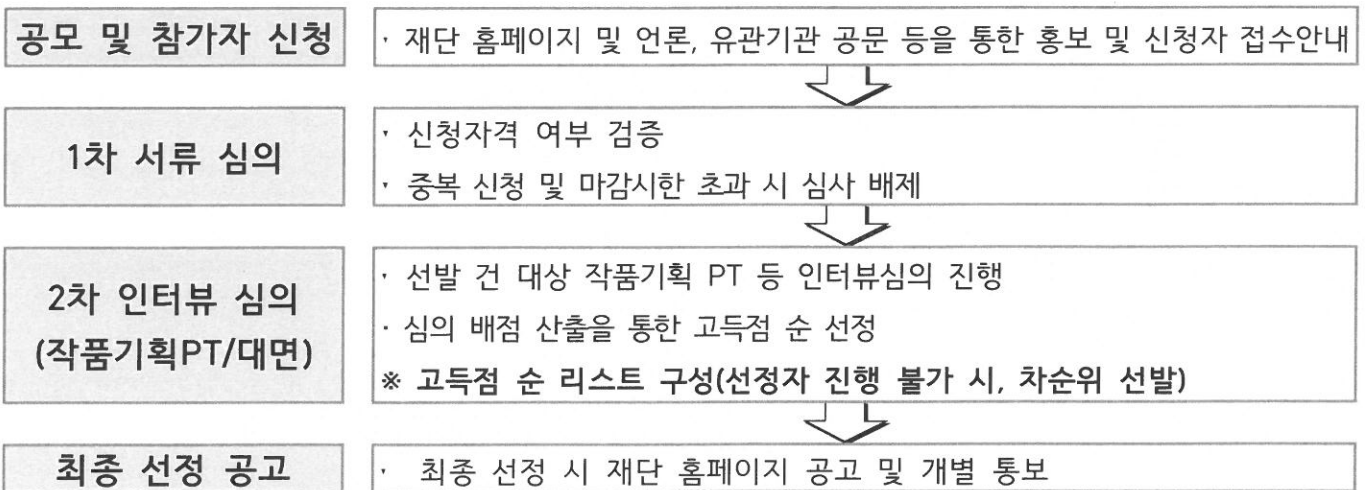 공모 및 참가자 신청
· 재단 홈페이지 및 언론, 유관기관 공문 등을 통한 홍보 및 신청자 접수안내
1차 서류 심의
· 신청자격 여부 검증
· 중복 신청 및 마감시한 초과 시 심사 배제
2차 인터뷰 심의
(작품기획PT/대면)
· 선발 건 대상 작품기획 PT 등 인터뷰심의 진행
· 심의 배점 산출을 통한 고득점 순 선정
※ 고득점 순 리스트 구성(선정자 진행 불가 시, 차순위 선발)
최종 선정 공고
· 최종 선정 시 재단 홈페이지 공고 및 개별 통보